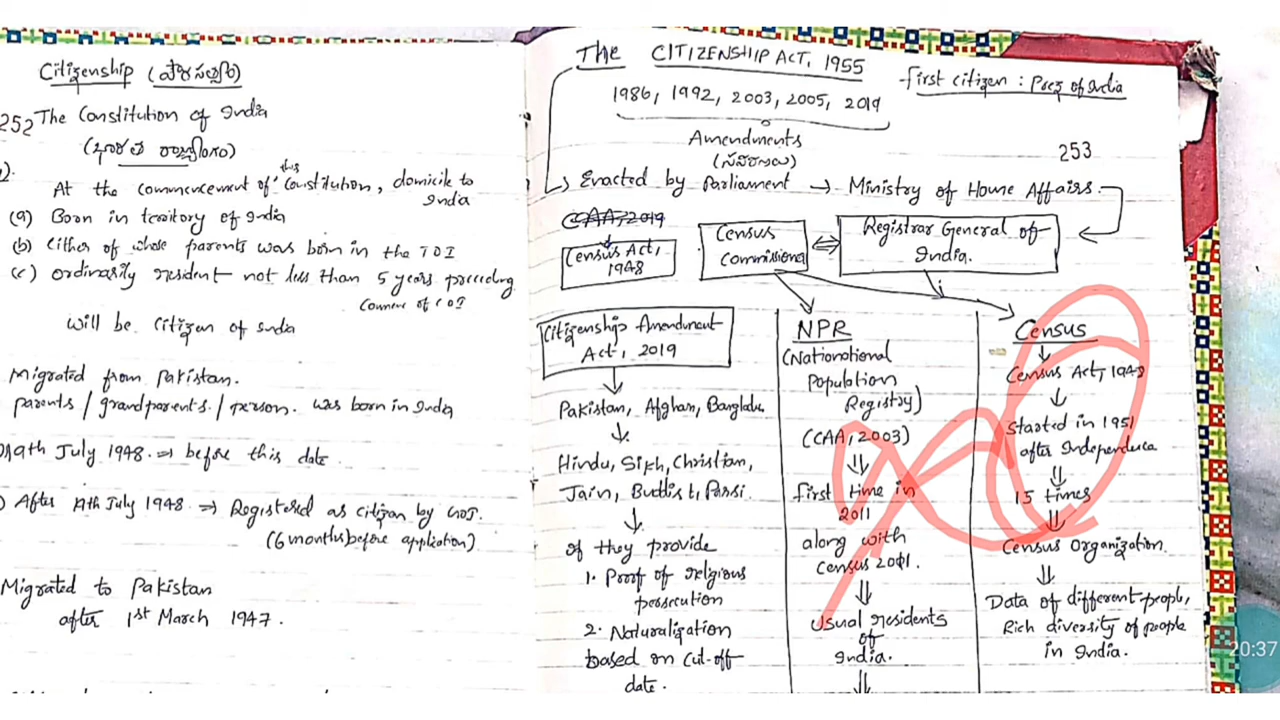 Citizenship (పౌరసత్వం)
252 The Constitution of India
(భారత రాజ్యాంగం)
At the commencement of this Constitution, domicile to
India
(a) Born in territory of India
(b) Either of whose parents was born in the TOI
(c) Ordinarily resident not less than 5 years preceding
Comme of COI
will be citizen of India
Migrated from Pakistan.
parents / grandparents / person. was born in India
19th July 1948 ⇒ before this date.
After 19th July 1948 ⇒ Registered as citizen by GOI.
(6 months before application)
Migrated to Pakistan
after 1st March 1947.
The CITIZENSHIP ACT, 1955
first citizen : Prez of India
1986, 1992, 2003, 2005, 2019
Amendments
(సవరణలు)
253
Enacted by Parliament → Ministry of Home Affairs
CAA, 2019
Census Act,
1948
Census
Commissioner
Registrar General of
India.
Citizenship Amendment
Act, 2019
Pakistan, Afghan, Bangladu
Hindu, Sikh, Christian,
Jain, Buddist, Parsi.
of they provide
1. Proof of religious
persecution
2. Naturalization
based on cut-off
date.
NPR
(Nationational
Population
Registry)
(CAA, 2003)
first time in
2011
along with
Census 2011.
Usual residents
of
India.
Census
Census Act, 1948
Started in 1951
after Independence
15 times
Census Organization
Data of different people,
Rich diversity of people
in India.
20:37